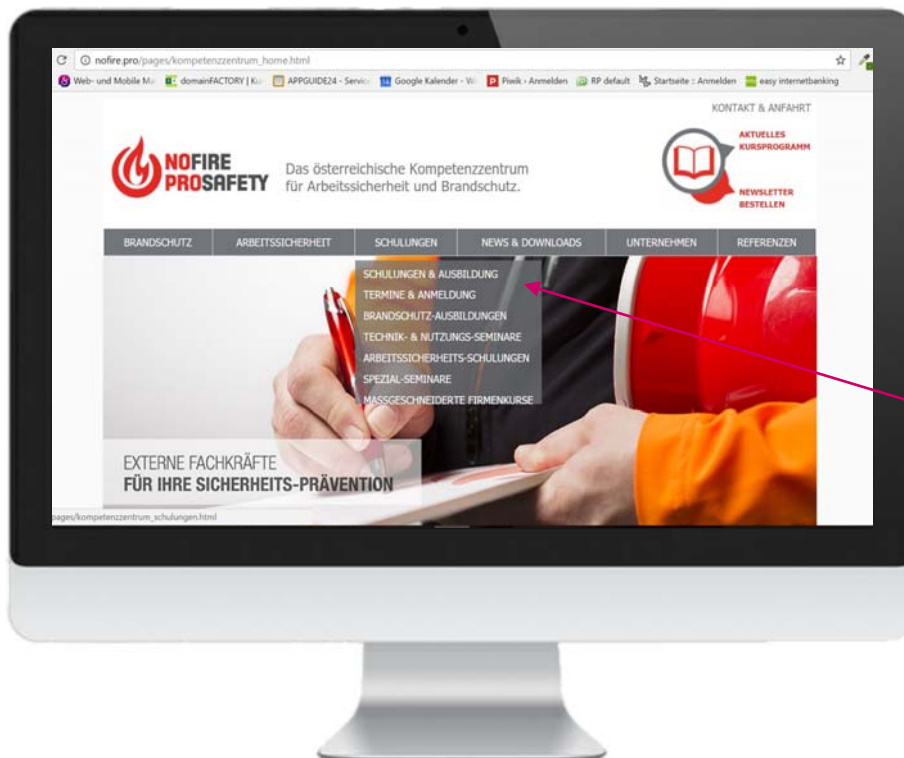 nofire.pro/pages/kompetenzzentrum_home.html
Web- und Mobile Ma
domainFACTORY | Ku
APPGUIDE24 - Servic
Google Kalender - W
Piwik › Anmelden
RP default
Startseite :: Anmelden
easy internetbanking
KONTAKT & ANFAHRT
NOFIRE
PROSAFETY
Das österreichische Kompetenzzentrum
für Arbeitssicherheit und Brandschutz.
AKTUELLES
KURSPROGRAMM
NEWSLETTER
BESTELLEN
BRANDSCHUTZ ARBEITSSICHERHEIT SCHULUNGEN NEWS & DOWNLOADS UNTERNEHMEN REFERENZEN
SCHULUNGEN & AUSBILDUNG
TERMINE & ANMELDUNG
BRANDSCHUTZ-AUSBILDUNGEN
TECHNIK- & NUTZUNGS-SEMINARE
ARBEITSSICHERHEITS-SCHULUNGEN
SPEZIAL-SEMINARE
MASSGESCHNEIDERTE FIRMENKURSE
EXTERNE FACHKRÄFTE
FÜR IHRE SICHERHEITS-PRÄVENTION
pages/kompetenzzentrum_schulungen.html